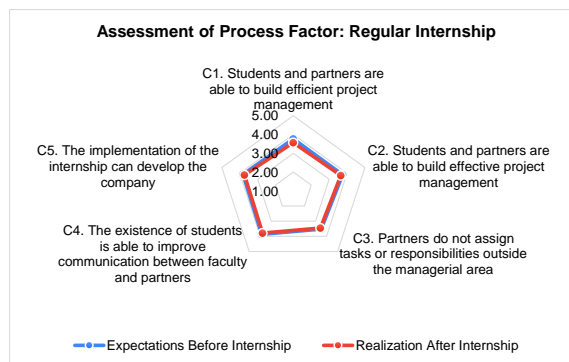 Assessment of Process Factor: Regular Internship
C1. Students and partners are
able to build efficient project
management
5.00
4.00
3.00
2.00
1.00
C2. Students and partners are
able to build effective project
management
C3. Partners do not assign
tasks or responsibilities outside
the managerial area
C4. The existence of students
is able to improve
communication between faculty
and partners
C5. The implementation of the
internship can develop the
company
Expectations Before Internship
Realization After Internship